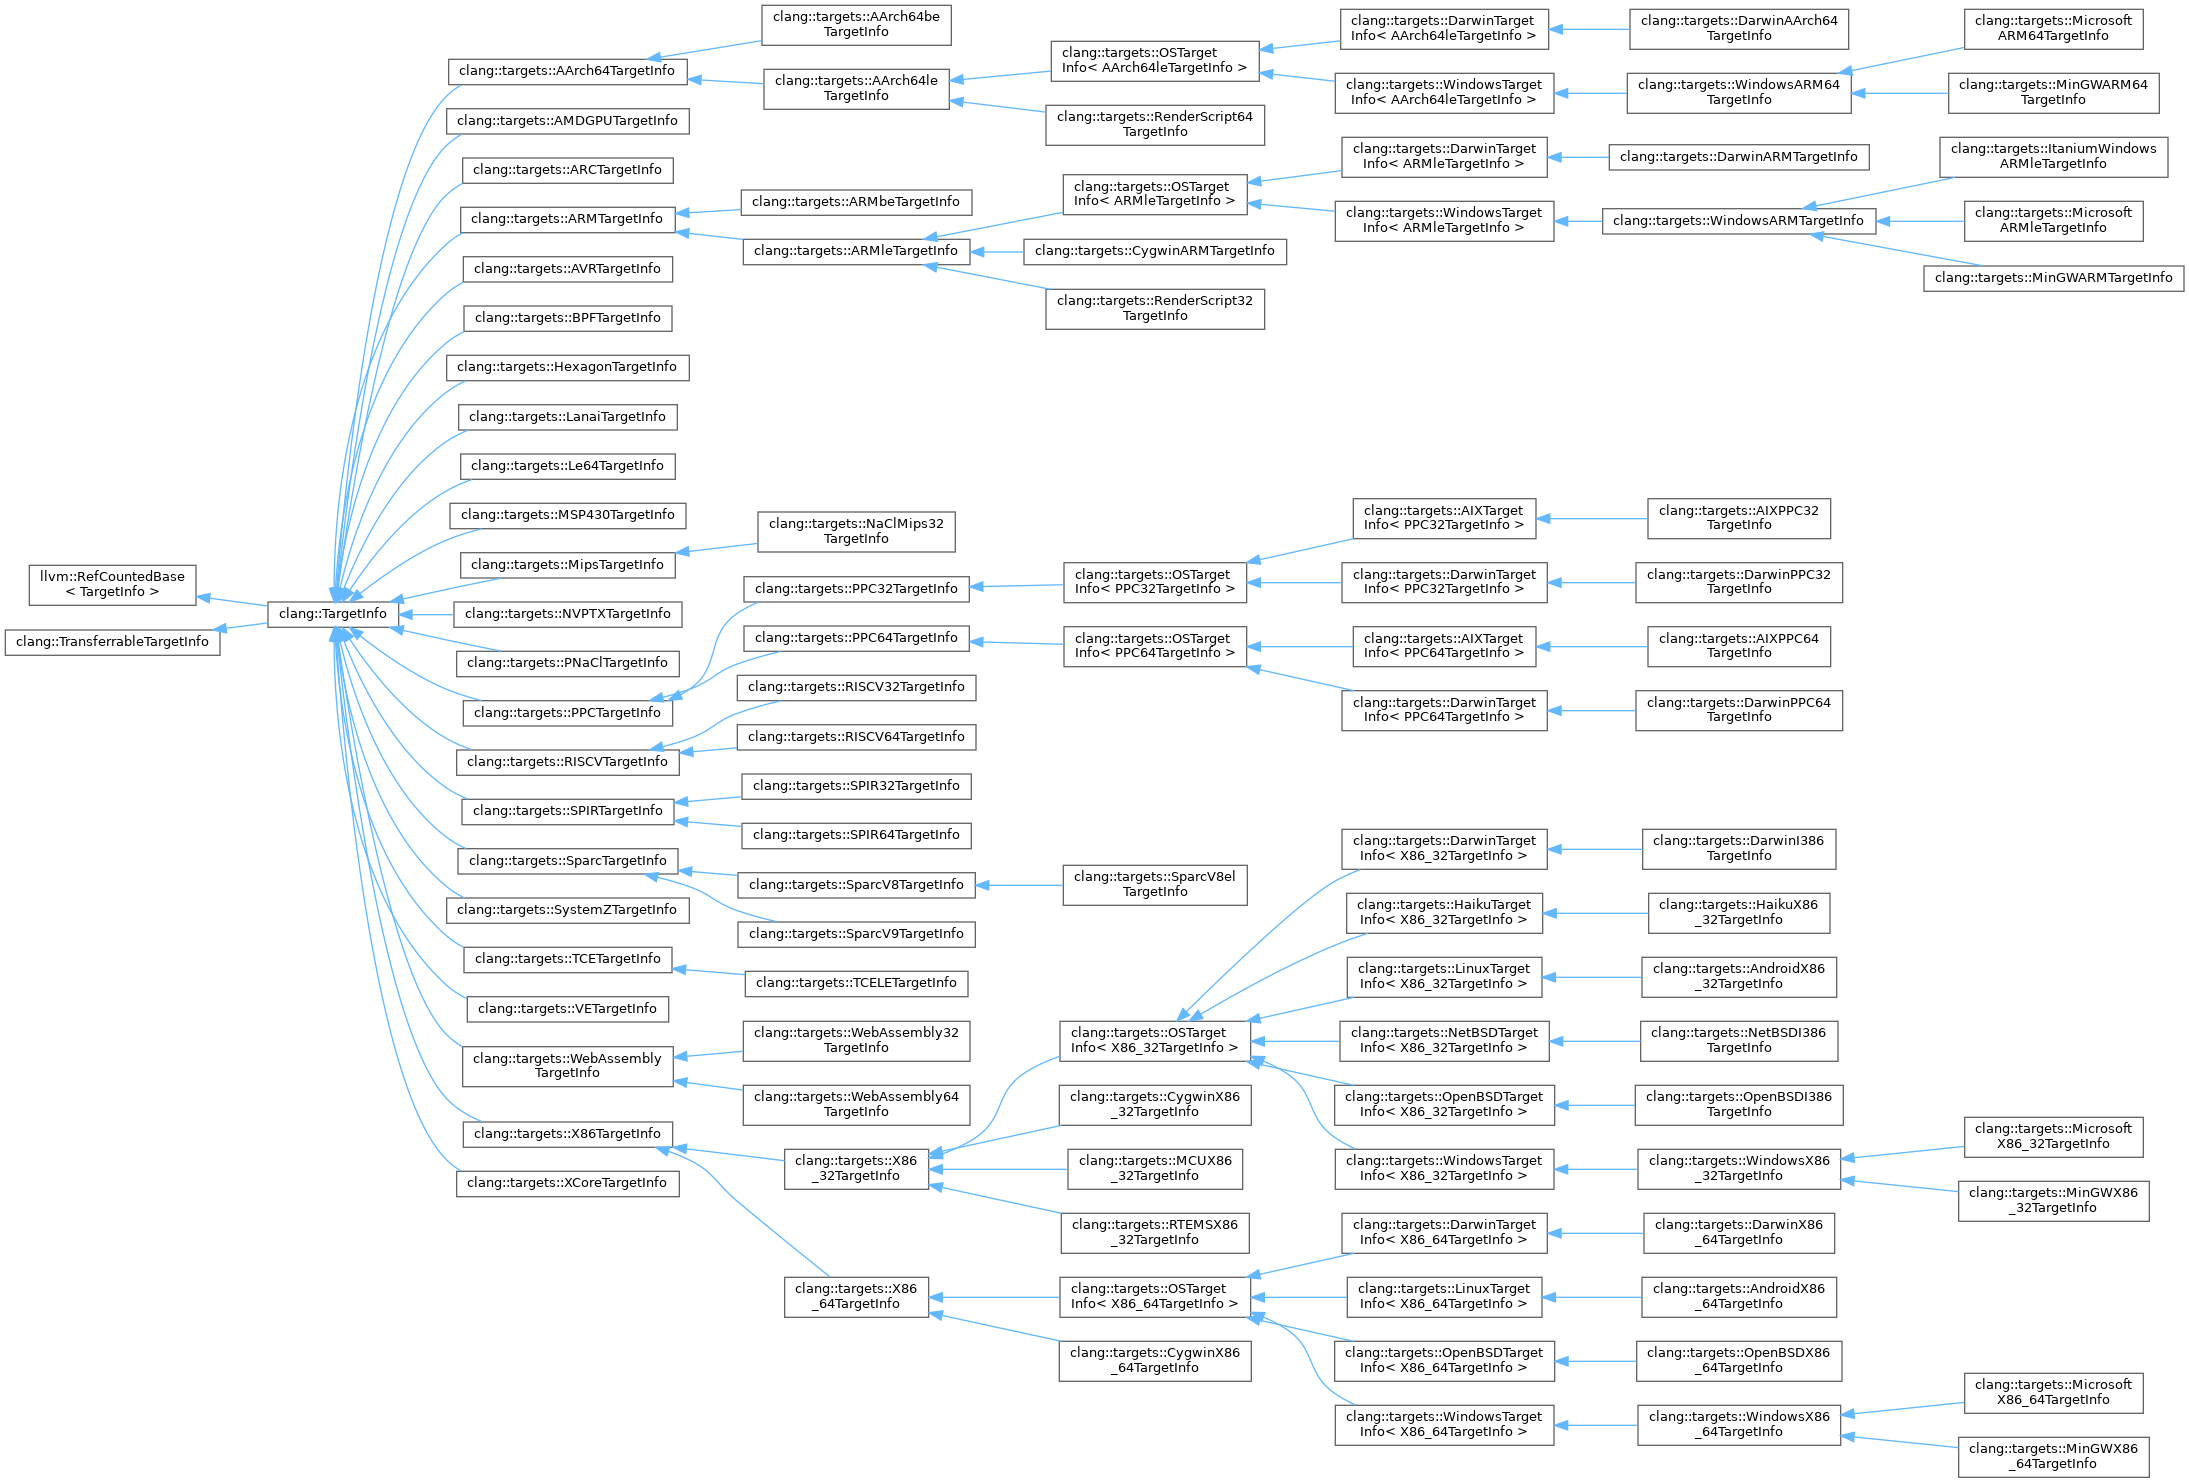 llvm::RefCountedBase
< TargetInfo >
clang::TransferrableTargetInfo
clang::TargetInfo
clang::targets::AArch64TargetInfo
clang::targets::AMDGPUTargetInfo
clang::targets::ARCTargetInfo
clang::targets::ARMTargetInfo
clang::targets::AVRTargetInfo
clang::targets::BPFTargetInfo
clang::targets::HexagonTargetInfo
clang::targets::LanaiTargetInfo
clang::targets::Le64TargetInfo
clang::targets::MSP430TargetInfo
clang::targets::MipsTargetInfo
clang::targets::NVPTXTargetInfo
clang::targets::PNaClTargetInfo
clang::targets::PPCTargetInfo
clang::targets::RISCVTargetInfo
clang::targets::SPIRTargetInfo
clang::targets::SparcTargetInfo
clang::targets::SystemZTargetInfo
clang::targets::TCETargetInfo
clang::targets::VETargetInfo
clang::targets::WebAssembly
TargetInfo
clang::targets::X86TargetInfo
clang::targets::XCoreTargetInfo
clang::targets::AArch64be
TargetInfo
clang::targets::AArch64le
TargetInfo
clang::targets::ARMbeTargetInfo
clang::targets::ARMleTargetInfo
clang::targets::NaClMips32
TargetInfo
clang::targets::PPC32TargetInfo
clang::targets::PPC64TargetInfo
clang::targets::RISCV32TargetInfo
clang::targets::RISCV64TargetInfo
clang::targets::SPIR32TargetInfo
clang::targets::SPIR64TargetInfo
clang::targets::SparcV8TargetInfo
clang::targets::SparcV9TargetInfo
clang::targets::TCELETargetInfo
clang::targets::WebAssembly32
TargetInfo
clang::targets::WebAssembly64
TargetInfo
clang::targets::X86
_32TargetInfo
clang::targets::X86
_64TargetInfo
clang::targets::OSTarget
Info< AArch64leTargetInfo >
clang::targets::RenderScript64
TargetInfo
clang::targets::OSTarget
Info< ARMleTargetInfo >
clang::targets::CygwinARMTargetInfo
clang::targets::RenderScript32
TargetInfo
clang::targets::OSTarget
Info< PPC32TargetInfo >
clang::targets::OSTarget
Info< PPC64TargetInfo >
clang::targets::SparcV8el
TargetInfo
clang::targets::OSTarget
Info< X86_32TargetInfo >
clang::targets::CygwinX86
_32TargetInfo
clang::targets::MCUX86
_32TargetInfo
clang::targets::RTEMSX86
_32TargetInfo
clang::targets::OSTarget
Info< X86_64TargetInfo >
clang::targets::CygwinX86
_64TargetInfo
clang::targets::DarwinTarget
Info< AArch64leTargetInfo >
clang::targets::WindowsTarget
Info< AArch64leTargetInfo >
clang::targets::DarwinTarget
Info< ARMleTargetInfo >
clang::targets::WindowsTarget
Info< ARMleTargetInfo >
clang::targets::AIXTarget
Info< PPC32TargetInfo >
clang::targets::DarwinTarget
Info< PPC32TargetInfo >
clang::targets::AIXTarget
Info< PPC64TargetInfo >
clang::targets::DarwinTarget
Info< PPC64TargetInfo >
clang::targets::DarwinTarget
Info< X86_32TargetInfo >
clang::targets::HaikuTarget
Info< X86_32TargetInfo >
clang::targets::LinuxTarget
Info< X86_32TargetInfo >
clang::targets::NetBSDTarget
Info< X86_32TargetInfo >
clang::targets::OpenBSDTarget
Info< X86_32TargetInfo >
clang::targets::WindowsTarget
Info< X86_32TargetInfo >
clang::targets::DarwinTarget
Info< X86_64TargetInfo >
clang::targets::LinuxTarget
Info< X86_64TargetInfo >
clang::targets::OpenBSDTarget
Info< X86_64TargetInfo >
clang::targets::WindowsTarget
Info< X86_64TargetInfo >
clang::targets::DarwinAArch64
TargetInfo
clang::targets::WindowsARM64
TargetInfo
clang::targets::DarwinARMTargetInfo
clang::targets::WindowsARMTargetInfo
clang::targets::AIXPPC32
TargetInfo
clang::targets::DarwinPPC32
TargetInfo
clang::targets::AIXPPC64
TargetInfo
clang::targets::DarwinPPC64
TargetInfo
clang::targets::DarwinI386
TargetInfo
clang::targets::HaikuX86
_32TargetInfo
clang::targets::AndroidX86
_32TargetInfo
clang::targets::NetBSDI386
TargetInfo
clang::targets::OpenBSDI386
TargetInfo
clang::targets::WindowsX86
_32TargetInfo
clang::targets::DarwinX86
_64TargetInfo
clang::targets::AndroidX86
_64TargetInfo
clang::targets::OpenBSDX86
_64TargetInfo
clang::targets::WindowsX86
_64TargetInfo
clang::targets::Microsoft
ARM64TargetInfo
clang::targets::MinGWARM64
TargetInfo
clang::targets::ItaniumWindows
ARMleTargetInfo
clang::targets::Microsoft
ARMleTargetInfo
clang::targets::MinGWARMTargetInfo
clang::targets::Microsoft
X86_32TargetInfo
clang::targets::MinGWX86
_32TargetInfo
clang::targets::Microsoft
X86_64TargetInfo
clang::targets::MinGWX86
_64TargetInfo